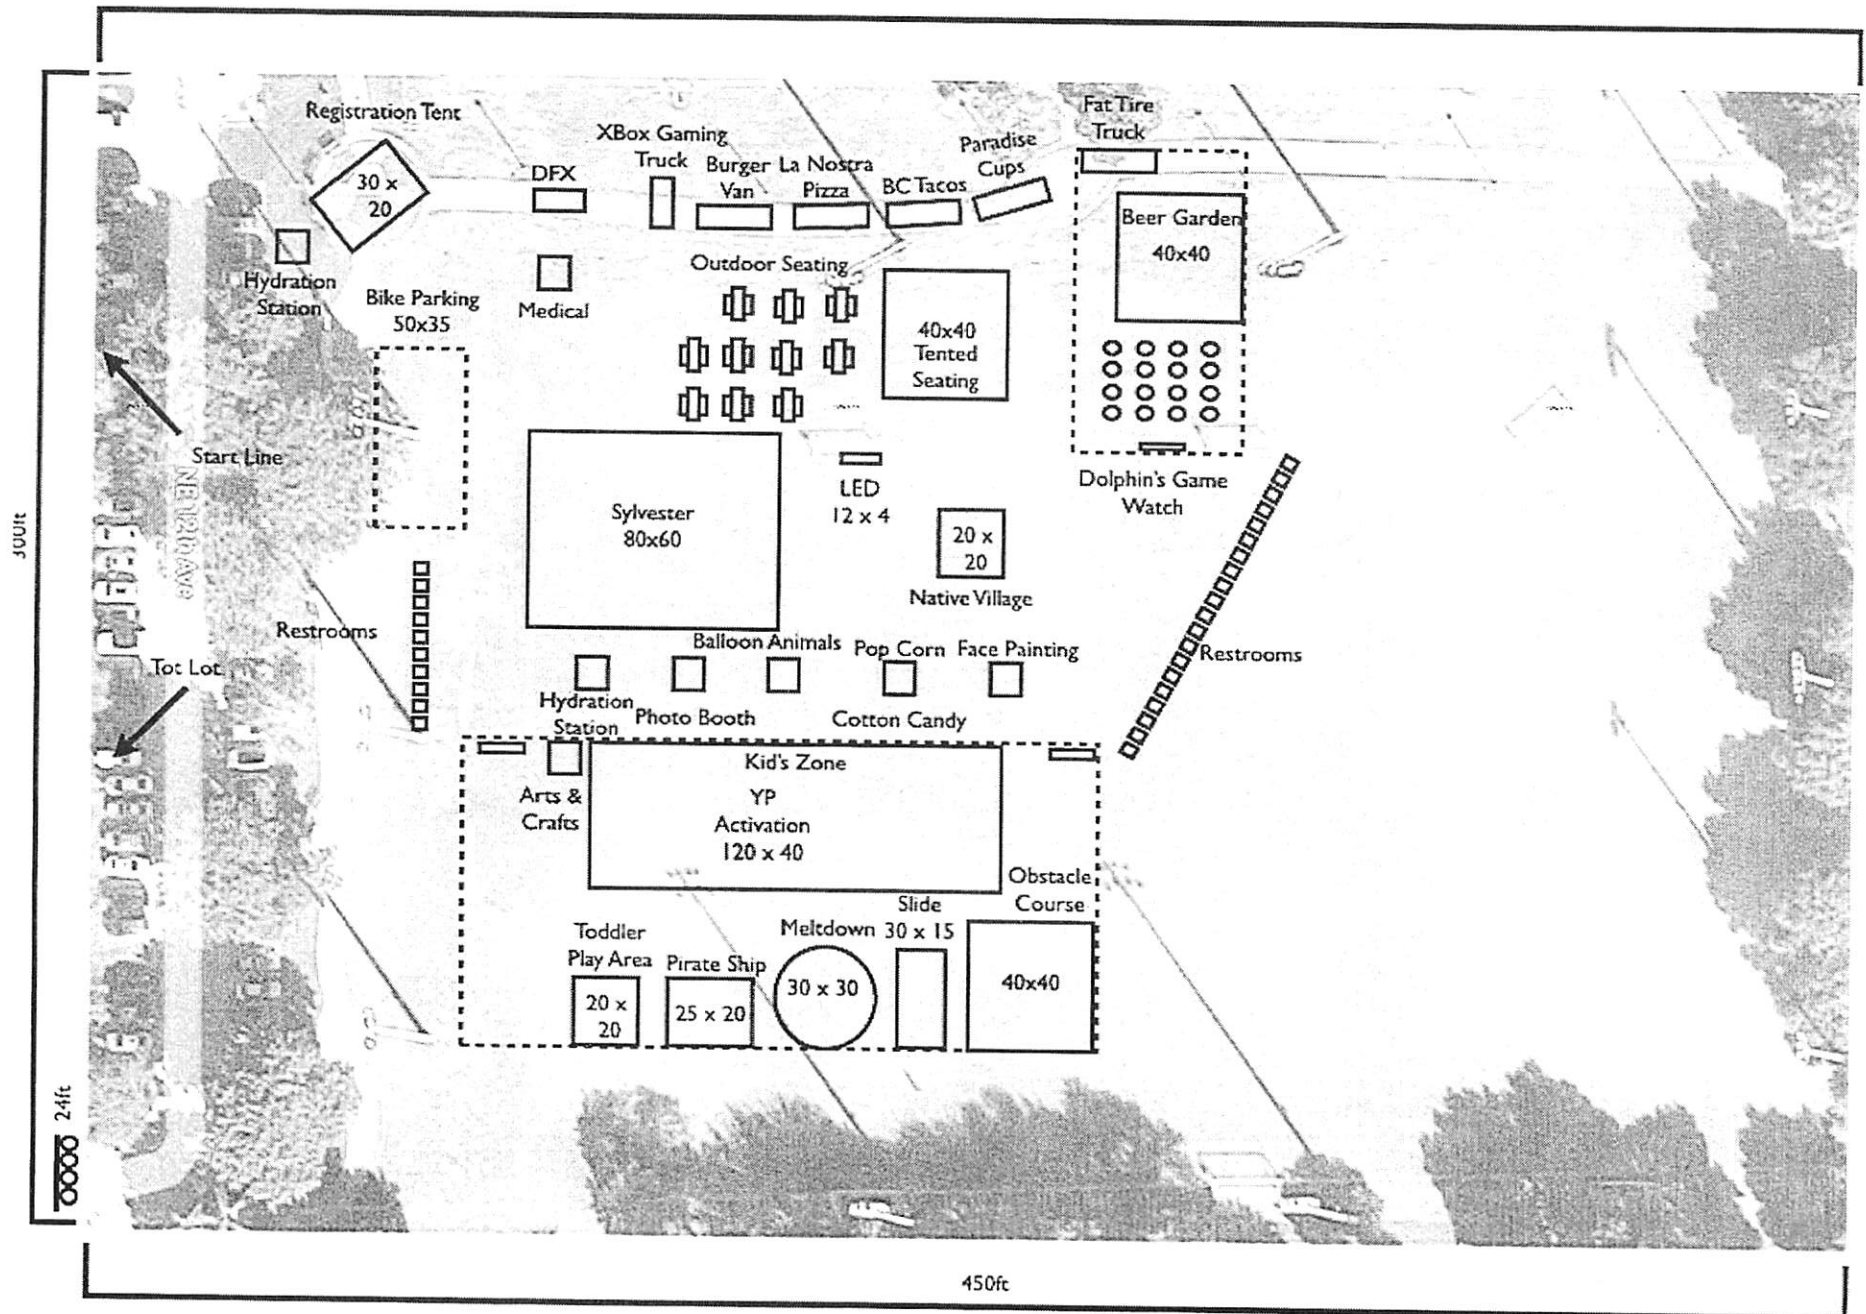 Registration Tent
30 x
20
Hydration
Station
DFX
Medical
Bike Parking
50x35
XBox Gaming
Truck
Burger
Van
La Nostra
Pizza
BC Tacos
Paradise
Cups
Fat Tire
Truck
Beer Garden
40x40
Outdoor Seating
40x40
Tented
Seating
Dolphin's Game
Watch
Start Line
NE 12th Ave
300ft
Sylvester
80x60
LED
12 x 4
20 x
20
Native Village
Restrooms
Restrooms
Tot Lot
Hydration
Station
Photo Booth
Balloon Animals
Pop Corn
Cotton Candy
Face Painting
Kid's Zone
YP
Activation
120 x 40
Arts &
Crafts
Toddler
Play Area
20 x
20
Pirate Ship
25 x 20
Meltdown
30 x 30
Slide
30 x 15
Obstacle
Course
40x40
24ft
450ft